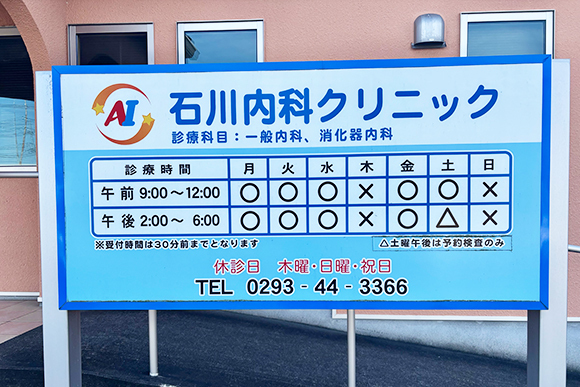 AI
石川内科クリニック
診療科目：一般内科、消化器内科
診療時間 月 火 水 木 金 土 日
午前 9:00〜12:00 ○ ○ ○ × ○ ○ ×
午後 2:00〜 6:00 ○ ○ ○ × ○ △ ×
※受付時間は30分前までとなります △土曜午後は予約検査のみ
休診日 木曜・日曜・祝日
TEL 0293 - 44 - 3366